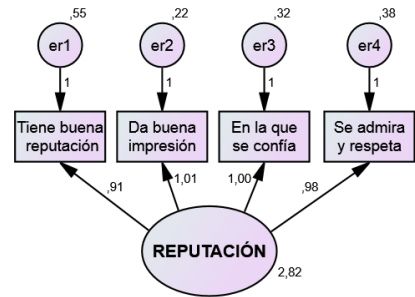 ,55
,22
,32
,38
er1
er2
er3
er4
1
1
1
1
Tiene buena
reputación
Da buena
impresión
En la que
se confía
Se admira
y respeta
,91
1,01
1,00
,98
REPUTACIÓN
2,82